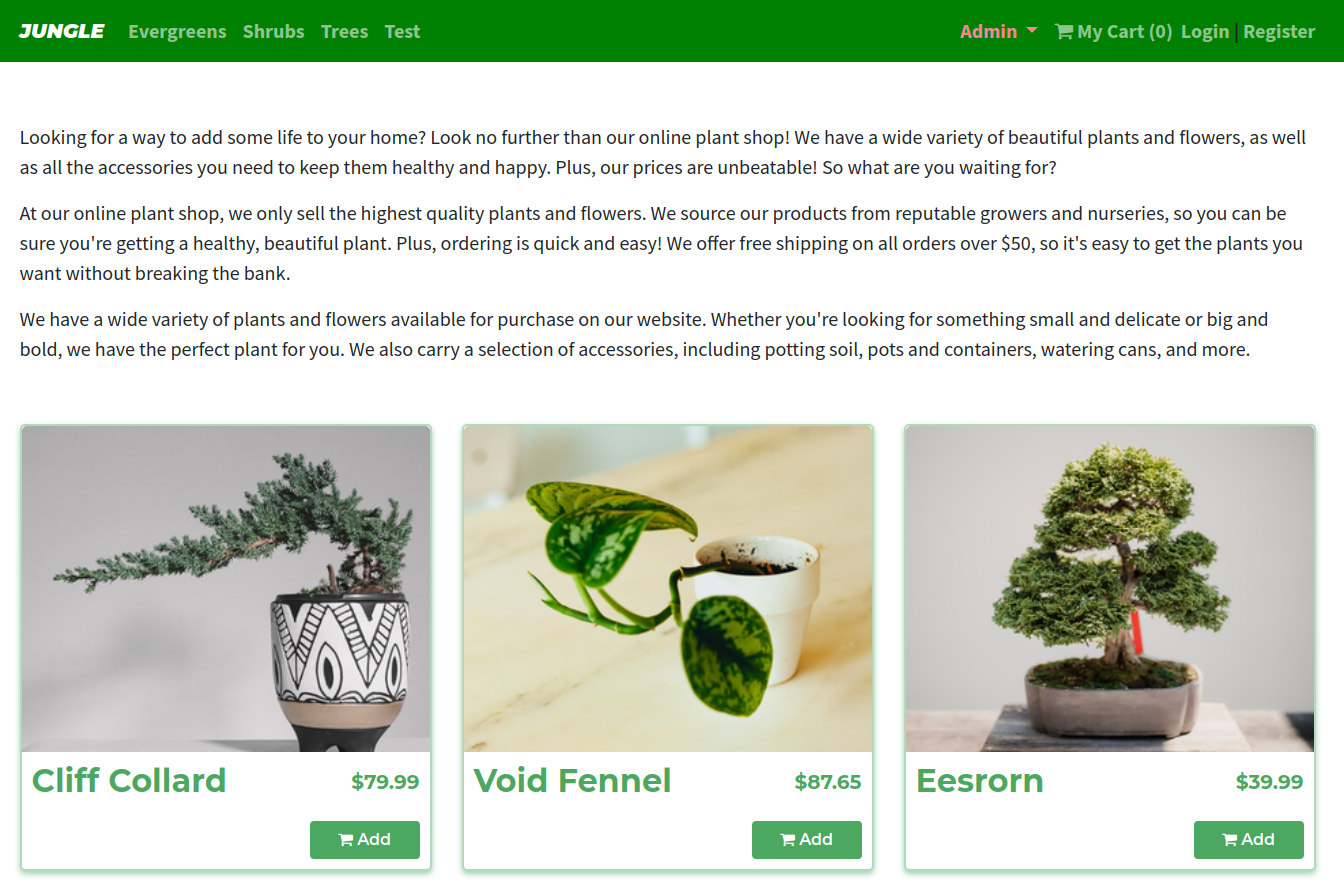 JUNGLE Evergreens Shrubs Trees Test Admin My Cart (0) Login | Register
Looking for a way to add some life to your home? Look no further than our online plant shop! We have a wide variety of beautiful plants and flowers, as well
as all the accessories you need to keep them healthy and happy. Plus, our prices are unbeatable! So what are you waiting for?
At our online plant shop, we only sell the highest quality plants and flowers. We source our products from reputable growers and nurseries, so you can be
sure you're getting a healthy, beautiful plant. Plus, ordering is quick and easy! We offer free shipping on all orders over $50, so it's easy to get the plants you
want without breaking the bank.
We have a wide variety of plants and flowers available for purchase on our website. Whether you're looking for something small and delicate or big and
bold, we have the perfect plant for you. We also carry a selection of accessories, including potting soil, pots and containers, watering cans, and more.
Cliff Collard $79.99
Add
Void Fennel $87.65
Add
Eesrorn $39.99
Add